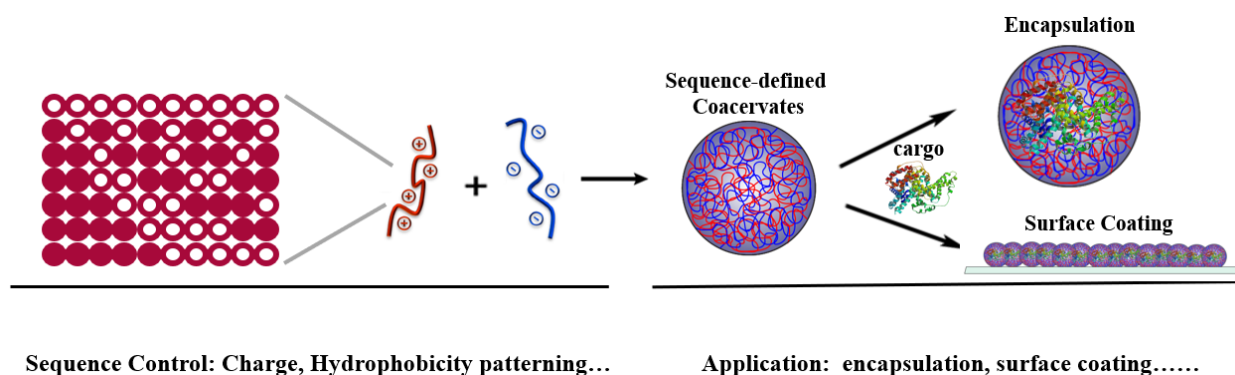 Encapsulation
Sequence-defined
Coacervates
cargo
+
Surface Coating
Sequence Control: Charge, Hydrophobicity patterning…
Application:  encapsulation, surface coating……